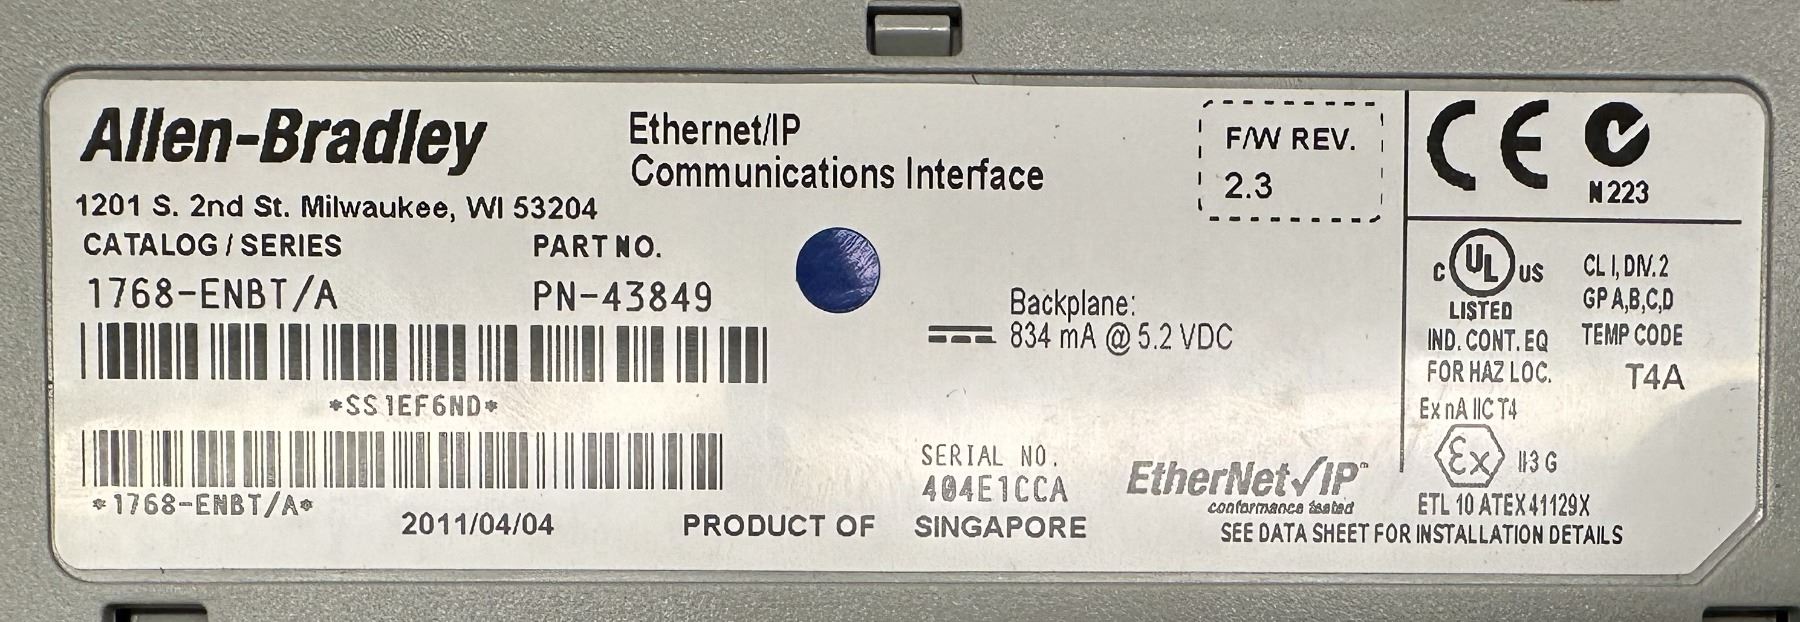 Allen-Bradley
1201 S. 2nd St. Milwaukee, WI 53204
Ethernet/IP
Communications Interface
F/W REV.
2.3
CE
N223
CATALOG / SERIES
1768-ENBT/A
PART NO.
PN-43849
*SS1EF6ND*
*1768-ENBT/A*
2011/04/04
Backplane:
834 mA @ 5.2 VDC
SERIAL NO.
404E1CCA
PRODUCT OF SINGAPORE
EtherNet/IP™
conformance tested
C UL US
LISTED
IND. CONT. EQ
FOR HAZ LOC.
CL I, DIV. 2
GP A,B,C,D
TEMP CODE
T4A
Ex nA IIC T4
Ex II 3 G
ETL 10 ATEX 41129X
SEE DATA SHEET FOR INSTALLATION DETAILS